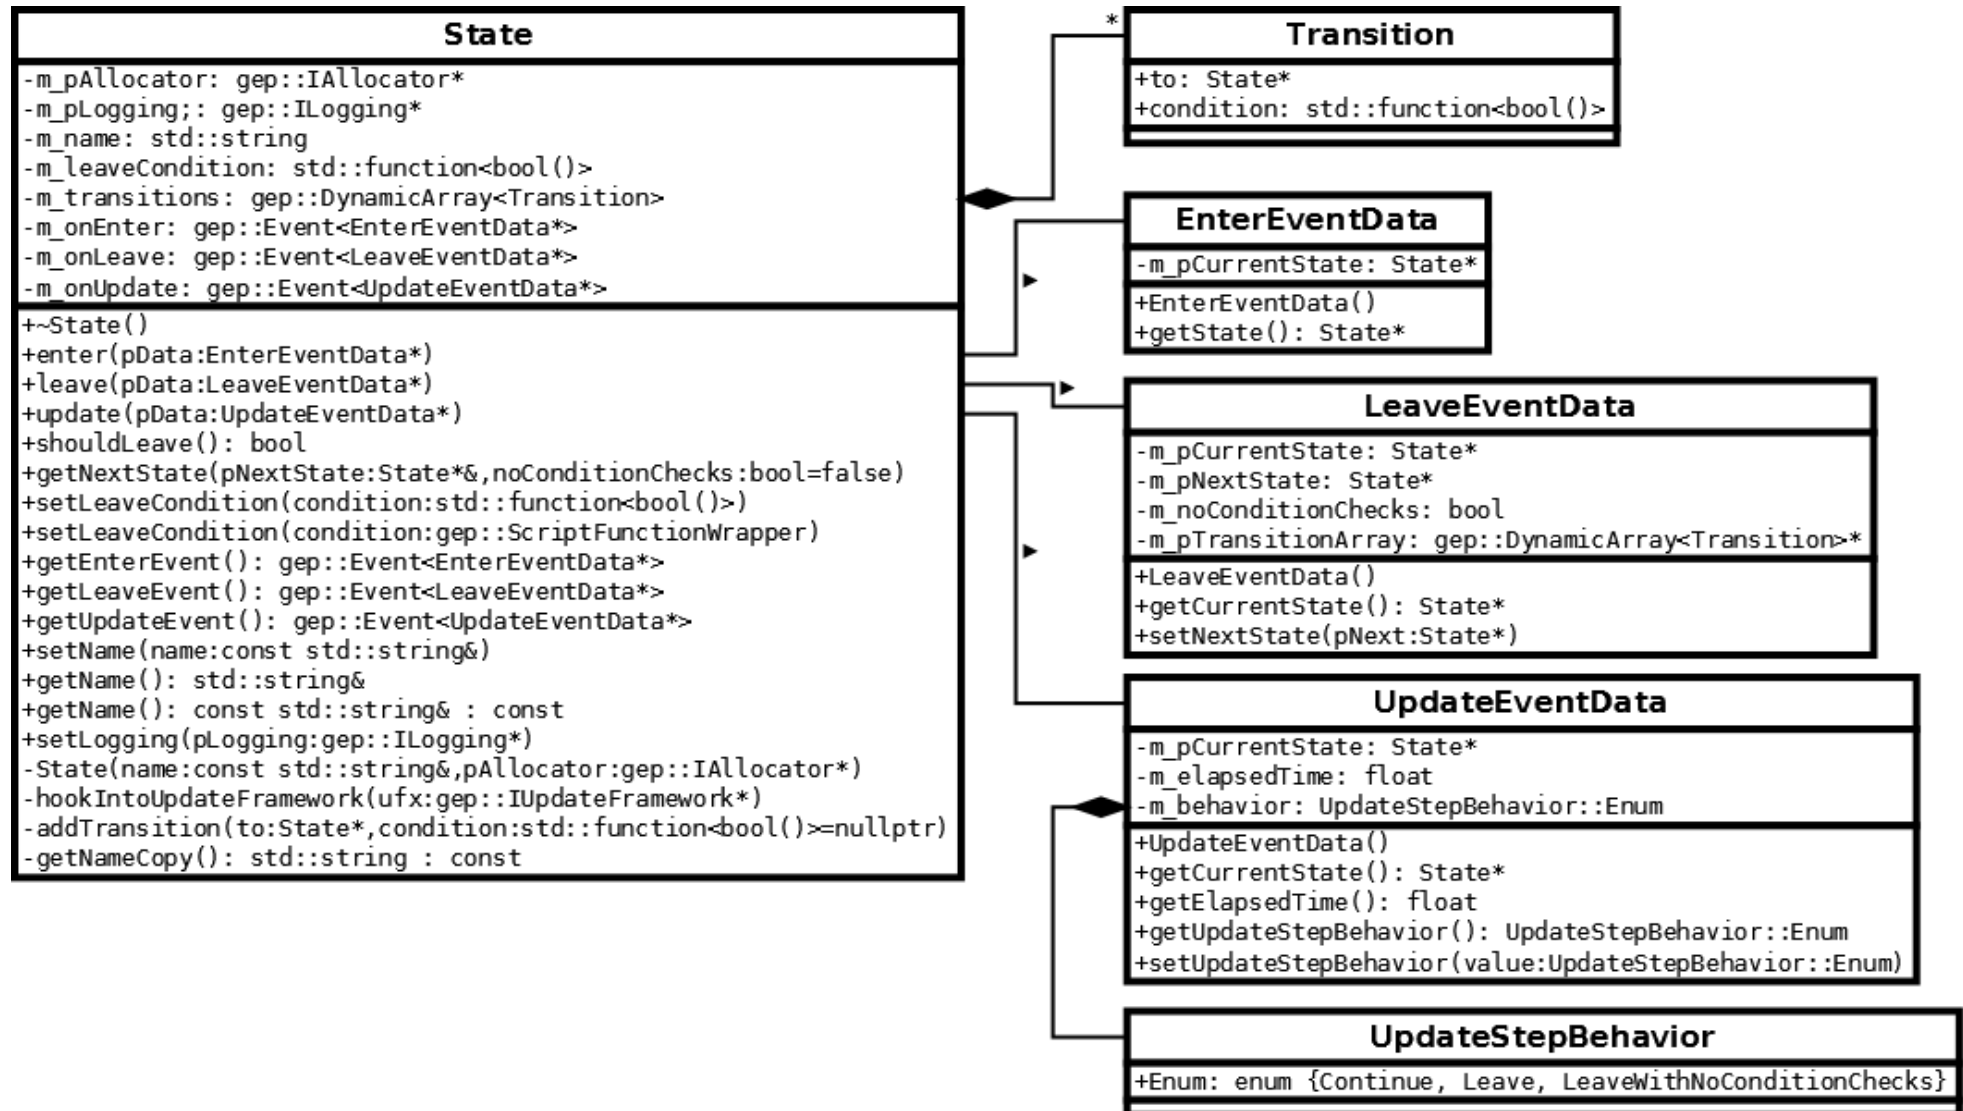 State
-m_pAllocator: gep::IAllocator*
-m_pLogging;: gep::ILogging*
-m_name: std::string
-m_leaveCondition: std::function<bool()>
-m_transitions: gep::DynamicArray<Transition>
-m_onEnter: gep::Event<EnterEventData*>
-m_onLeave: gep::Event<LeaveEventData*>
-m_onUpdate: gep::Event<UpdateEventData*>
+~State()
+enter(pData:EnterEventData*)
+leave(pData:LeaveEventData*)
+update(pData:UpdateEventData*)
+shouldLeave(): bool
+getNextState(pNextState:State*&,noConditionChecks:bool=false)
+setLeaveCondition(condition:std::function<bool()>)
+setLeaveCondition(condition:gep::ScriptFunctionWrapper)
+getEnterEvent(): gep::Event<EnterEventData*>
+getLeaveEvent(): gep::Event<LeaveEventData*>
+getUpdateEvent(): gep::Event<UpdateEventData*>
+setName(name:const std::string&)
+getName(): std::string&
+getName(): const std::string& : const
+setLogging(pLogging:gep::ILogging*)
-State(name:const std::string&,pAllocator:gep::IAllocator*)
-hookIntoUpdateFramework(ufx:gep::IUpdateFramework*)
-addTransition(to:State*,condition:std::function<bool()>=nullptr)
-getNameCopy(): std::string : const
*
Transition
+to: State*
+condition: std::function<bool()>
EnterEventData
-m_pCurrentState: State*
+EnterEventData()
+getState(): State*
LeaveEventData
-m_pCurrentState: State*
-m_pNextState: State*
-m_noConditionChecks: bool
-m_pTransitionArray: gep::DynamicArray<Transition>*
+LeaveEventData()
+getCurrentState(): State*
+setNextState(pNext:State*)
UpdateEventData
-m_pCurrentState: State*
-m_elapsedTime: float
-m_behavior: UpdateStepBehavior::Enum
+UpdateEventData()
+getCurrentState(): State*
+getElapsedTime(): float
+getUpdateStepBehavior(): UpdateStepBehavior::Enum
+setUpdateStepBehavior(value:UpdateStepBehavior::Enum)
UpdateStepBehavior
+Enum: enum {Continue, Leave, LeaveWithNoConditionChecks}